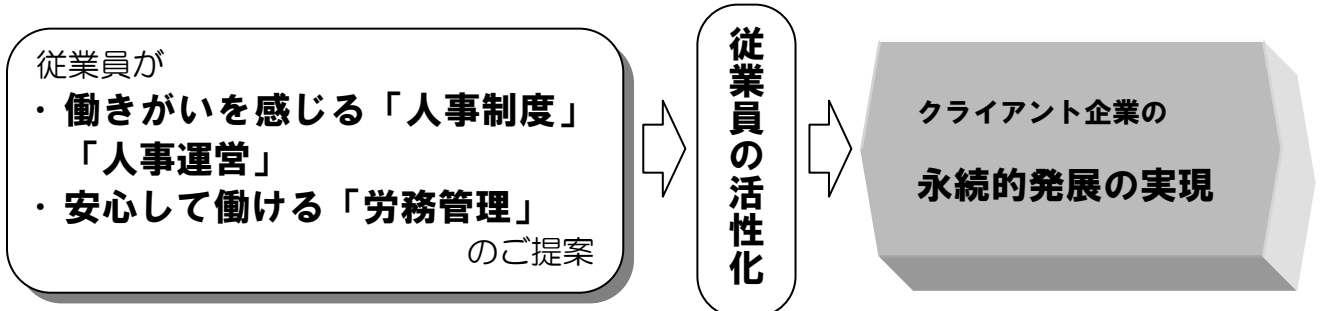 従業員が
・働きがいを感じる「人事制度」
「人事運営」
・安心して働ける「労務管理」
のご提案
従業員の活性化
クライアント企業の
永続的発展の実現